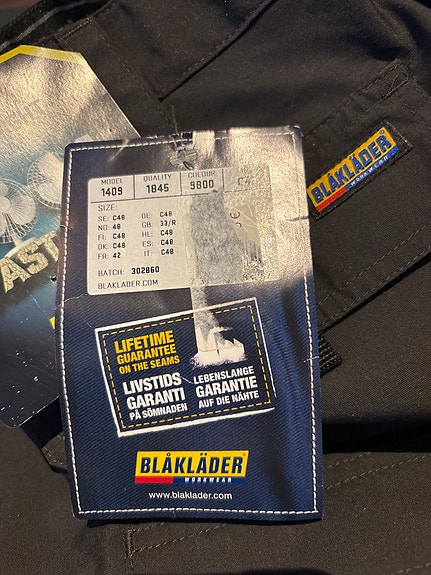 MODEL QUALITY COLOUR
1409 1845 9800 C48
SIZE:
SE: C48 DE: C48
NO: 48 GB: 33/R
FI: C48 NL: C48
DK: C48 ES: C48
FR: 42 IT: C48
BATCH: 302860
BLAKLADER.COM
LIFETIME
GUARANTEE
ON THE SEAMS
LIVSTIDS
GARANTI
PÅ SÖMNADEN
LEBENSLANGE
GARANTIE
AUF DIE NÄHTE
BLÅKLÄDER
WORKWEAR
www.blaklader.com
BLÅKLÄDER
WORKWEAR